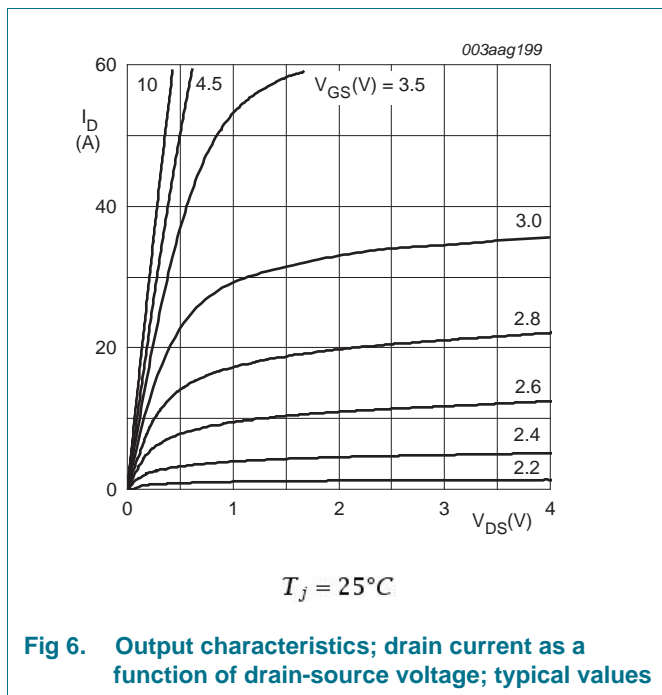 003aag199
60
10
4.5
V_GS(V) = 3.5
I_D
(A)
40
3.0
2.8
20
2.6
2.4
2.2
0
0
1
2
3
4
V_DS(V)
T_j = 25°C
Fig 6. Output characteristics; drain current as a
function of drain-source voltage; typical values